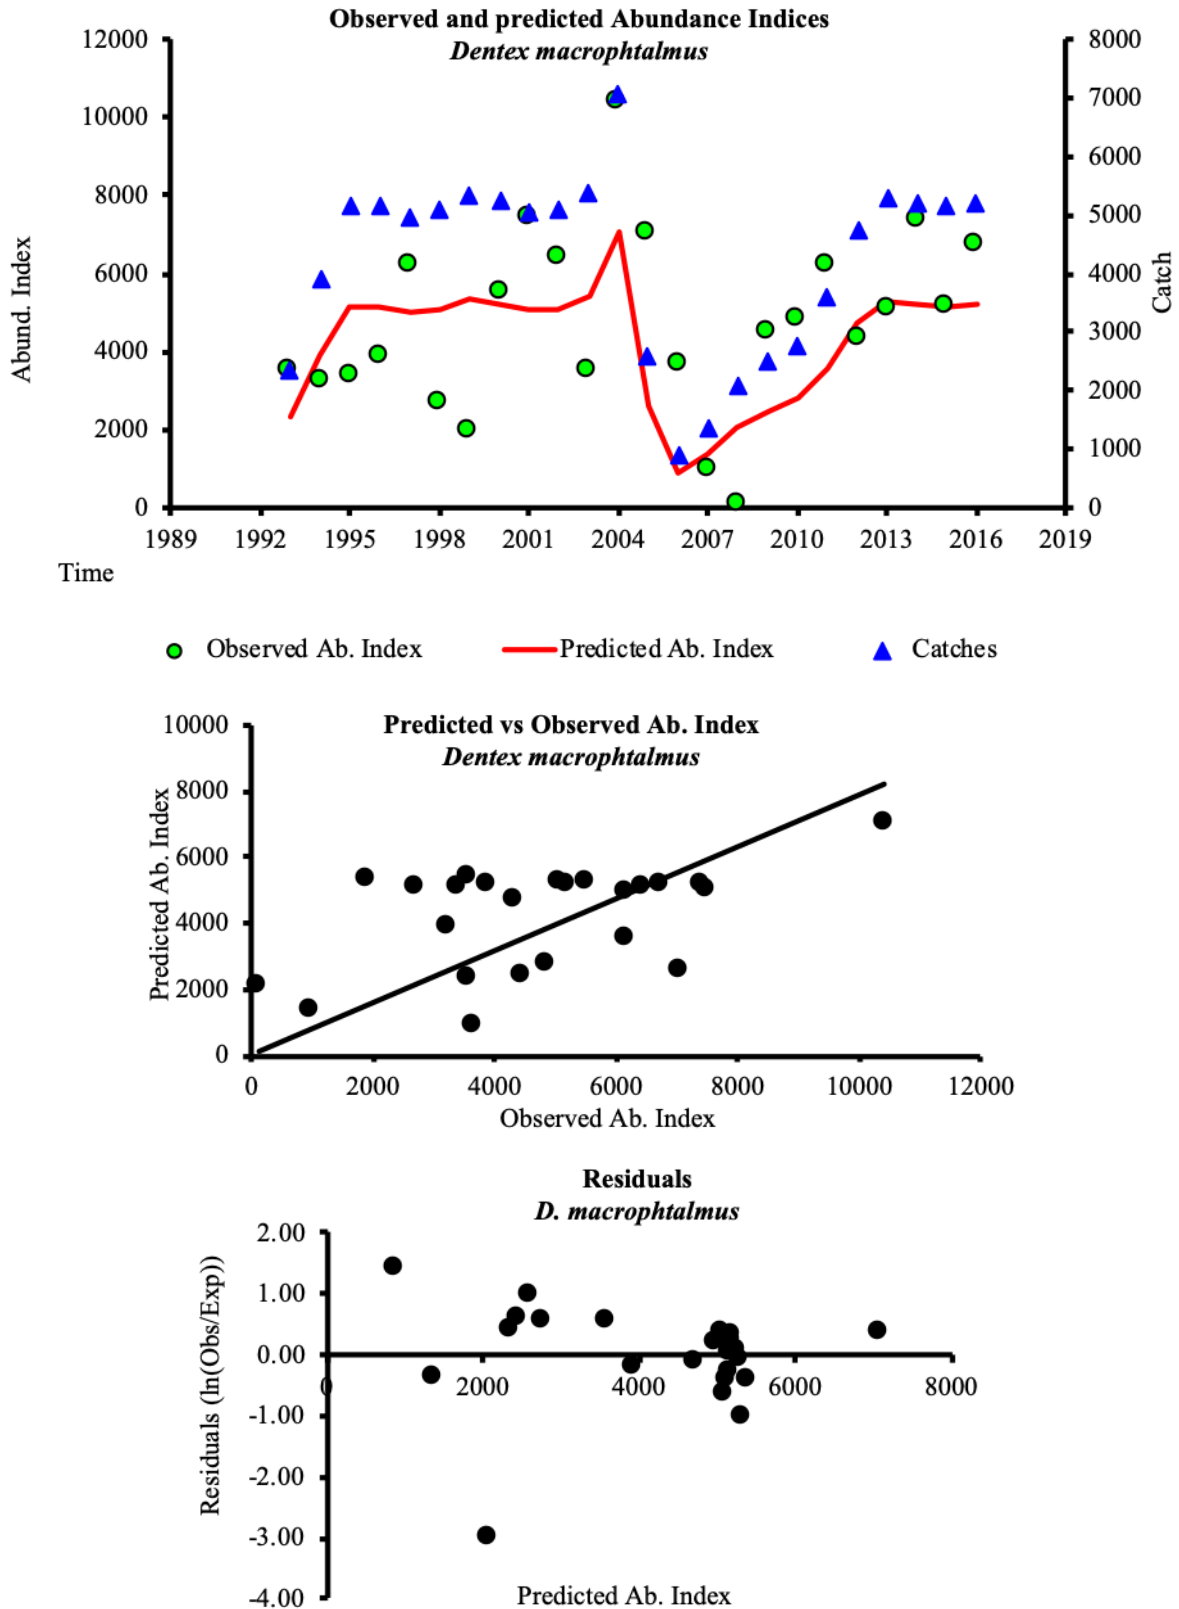 Observed and predicted Abundance Indices
Dentex macrophtalmus
12000
10000
8000
6000
4000
2000
0
Abund. Index
8000
7000
6000
5000
4000
3000
2000
1000
0
Catch
1989 1992 1995 1998 2001 2004 2007 2010 2013 2016 2019
Time
Observed Ab. Index Predicted Ab. Index Catches
Predicted vs Observed Ab. Index
Dentex macrophtalmus
10000
8000
6000
4000
2000
0
Predicted Ab. Index
0 2000 4000 6000 8000 10000 12000
Observed Ab. Index
Residuals
D. macrophtalmus
2.00
1.00
0.00
-1.00
-2.00
-3.00
-4.00
Residuals (ln(Obs/Exp))
0 2000 4000 6000 8000
Predicted Ab. Index